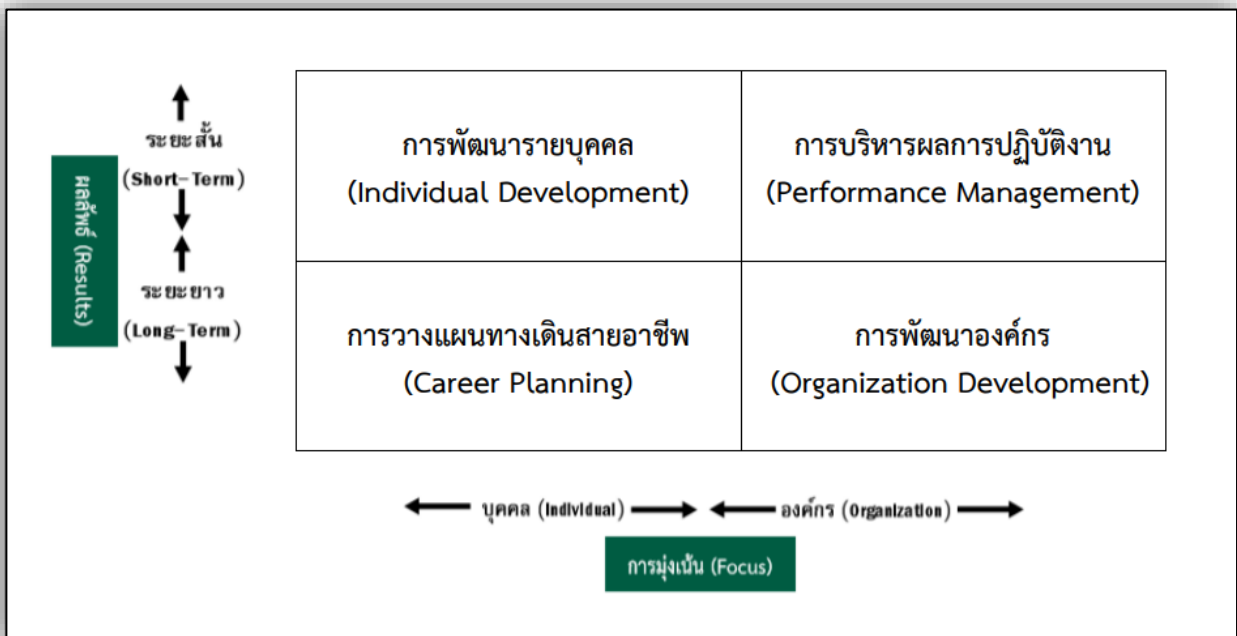 ผลลัพธ์ (Results)
ระยะสั้น
(Short-Term)
ระยะยาว
(Long-Term)
การพัฒนารายบุคคล
(Individual Development)
การบริหารผลการปฏิบัติงาน
(Performance Management)
การวางแผนทางเดินสายอาชีพ
(Career Planning)
การพัฒนาองค์กร
(Organization Development)
บุคคล (Individual)
องค์กร (Organization)
การมุ่งเน้น (Focus)